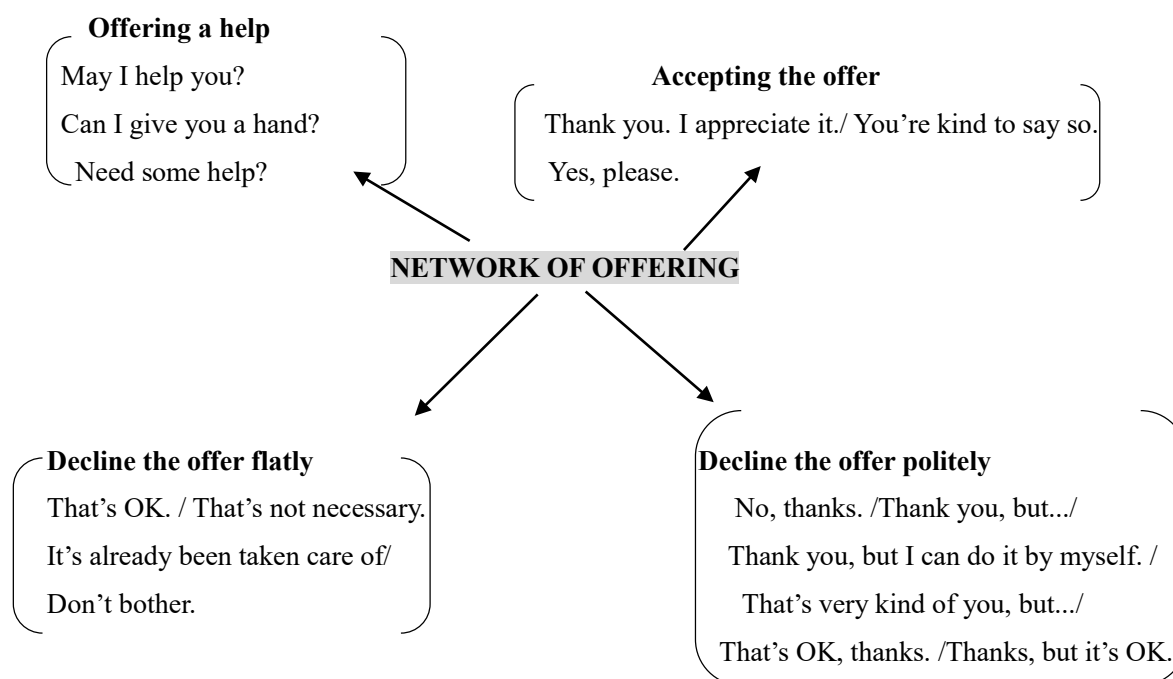 Offering a help
May I help you?
Can I give you a hand?
Need some help?
Accepting the offer
Thank you. I appreciate it./ You’re kind to say so.
Yes, please.
NETWORK OF OFFERING
Decline the offer flatly
That’s OK. / That’s not necessary.
It’s already been taken care of/
Don’t bother.
Decline the offer politely
No, thanks. /Thank you, but.../
Thank you, but I can do it by myself. /
That’s very kind of you, but.../
That’s OK, thanks. /Thanks, but it’s OK.